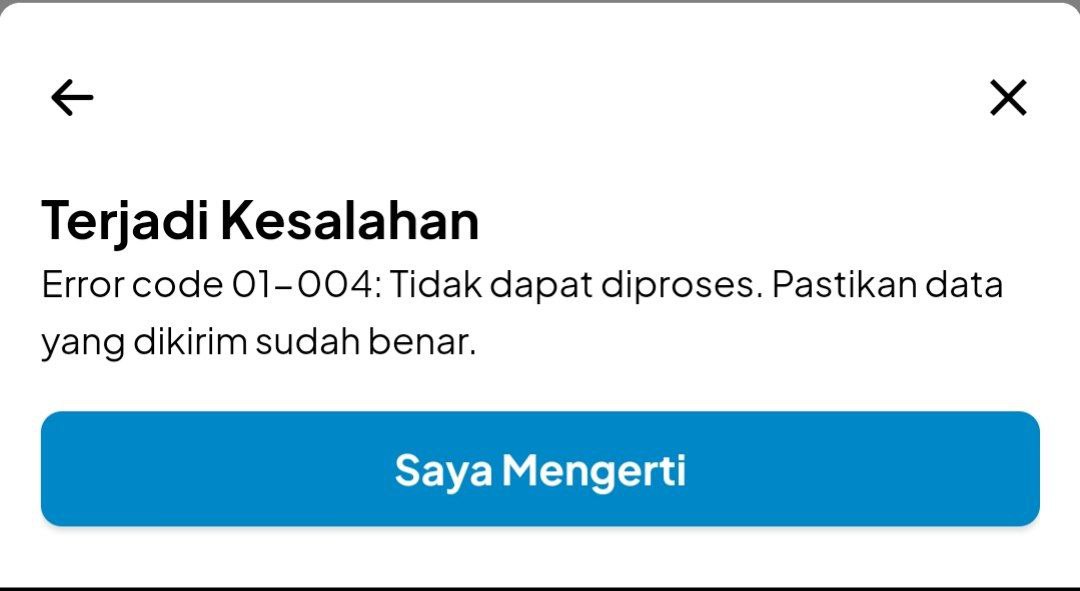 Terjadi Kesalahan
Error code 01-004: Tidak dapat diproses. Pastikan data
yang dikirim sudah benar.
Saya Mengerti